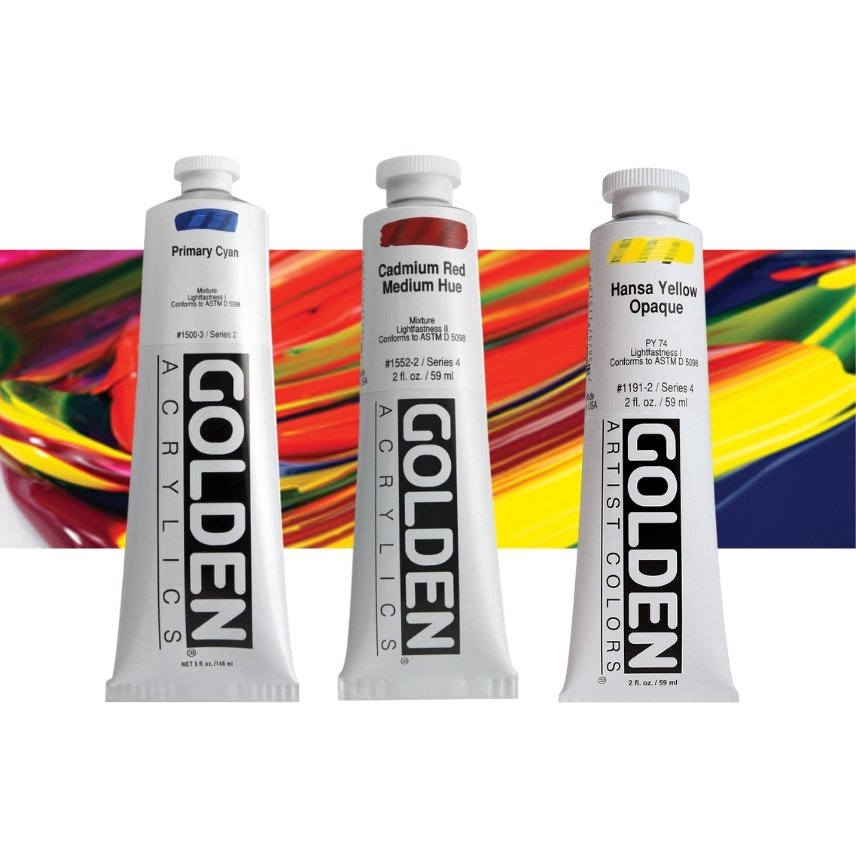 Primary Cyan
Mixture
Lightfastness I
Conforms to ASTM D 5098
#1500-3 / Series 2
GOLDEN
ACRYLICS
NET 5 fl. oz. / 148 ml
Cadmium Red
Medium Hue
Mixture
Lightfastness II
Conforms to ASTM D 5098
#1552-2 / Series 4
2 fl. oz. / 59 ml
GOLDEN
ACRYLICS
Hansa Yellow
Opaque
PY 74
Lightfastness I
Conforms to ASTM D 5098
#1191-2 / Series 4
2 fl. oz. / 59 ml
USA
GOLDEN
ARTIST COLORS
2 fl. oz. / 59 ml